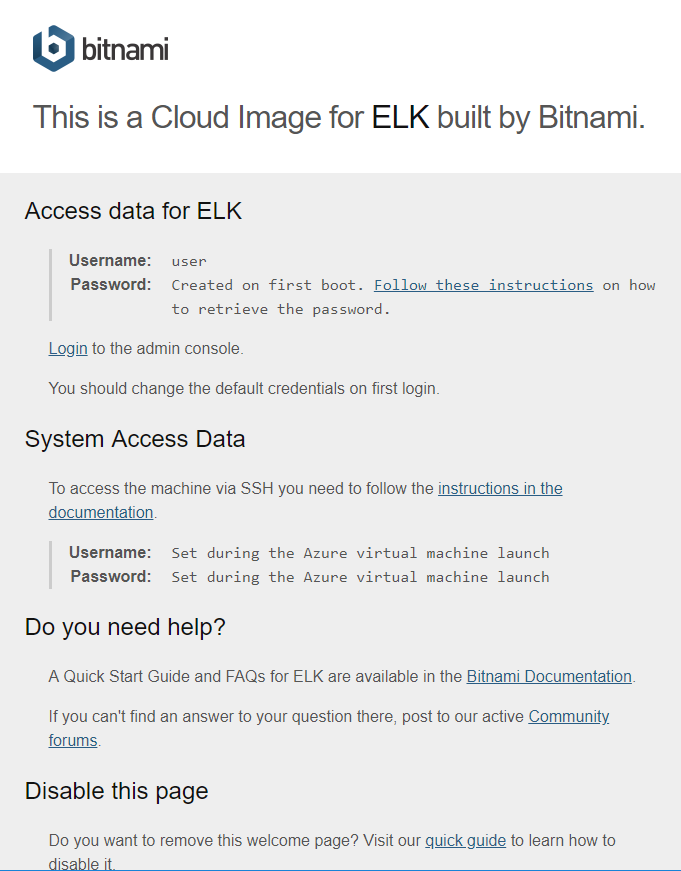 bitnami
This is a Cloud Image for ELK built by Bitnami.
Access data for ELK
Username: user
Password: Created on first boot. Follow these instructions on how
to retrieve the password.
Login to the admin console.
You should change the default credentials on first login.
System Access Data
To access the machine via SSH you need to follow the instructions in the
documentation.
Username: Set during the Azure virtual machine launch
Password: Set during the Azure virtual machine launch
Do you need help?
A Quick Start Guide and FAQs for ELK are available in the Bitnami Documentation.
If you can't find an answer to your question there, post to our active Community
forums.
Disable this page
Do you want to remove this welcome page? Visit our quick guide to learn how to
disable it.